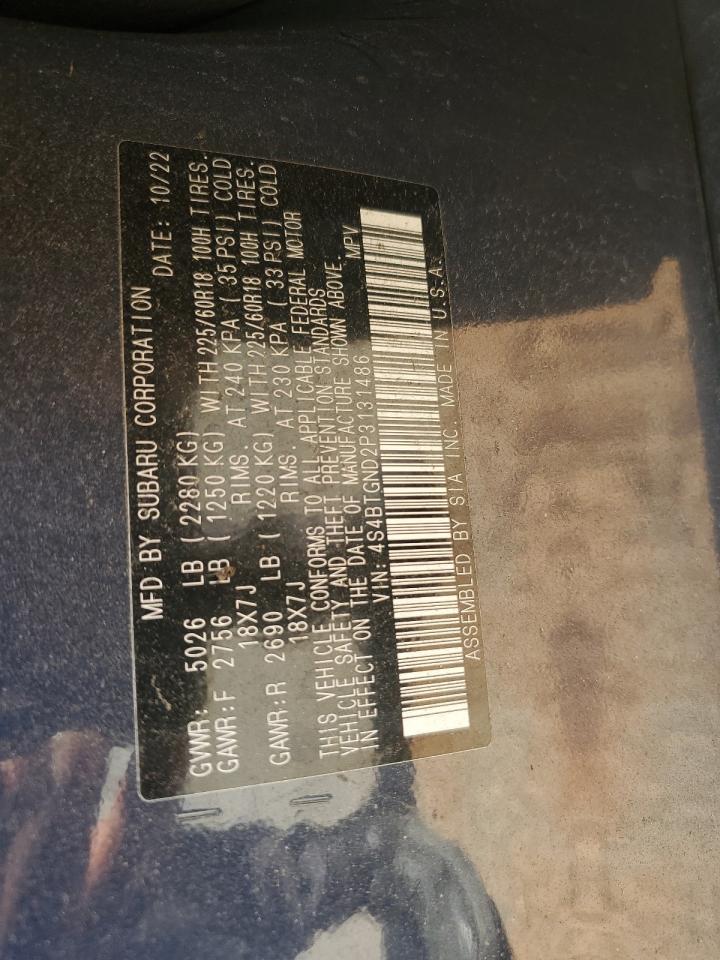 MFD BY SUBARU CORPORATION DATE: 10/22
GVWR: 5026 LB ( 2280 KG)
GAWR:F 2756 LB ( 1250 KG) WITH 225/60R18 100H TIRES.
18X7J RIMS. AT 240 KPA ( 35 PSI) COLD
GAWR:R 2690 LB ( 1220 KG) WITH 225/60R18 100H TIRES.
18X7J RIMS. AT 230 KPA ( 33 PSI) COLD
THIS VEHICLE CONFORMS TO ALL APPLICABLE FEDERAL MOTOR
VEHICLE SAFETY AND THEFT PREVENTION STANDARDS
IN EFFECT ON THE DATE OF MANUFACTURE SHOWN ABOVE.
VIN: 4S4BTGND2P3131486 MPV
ASSEMBLED BY SIA INC. MADE IN U.S.A.